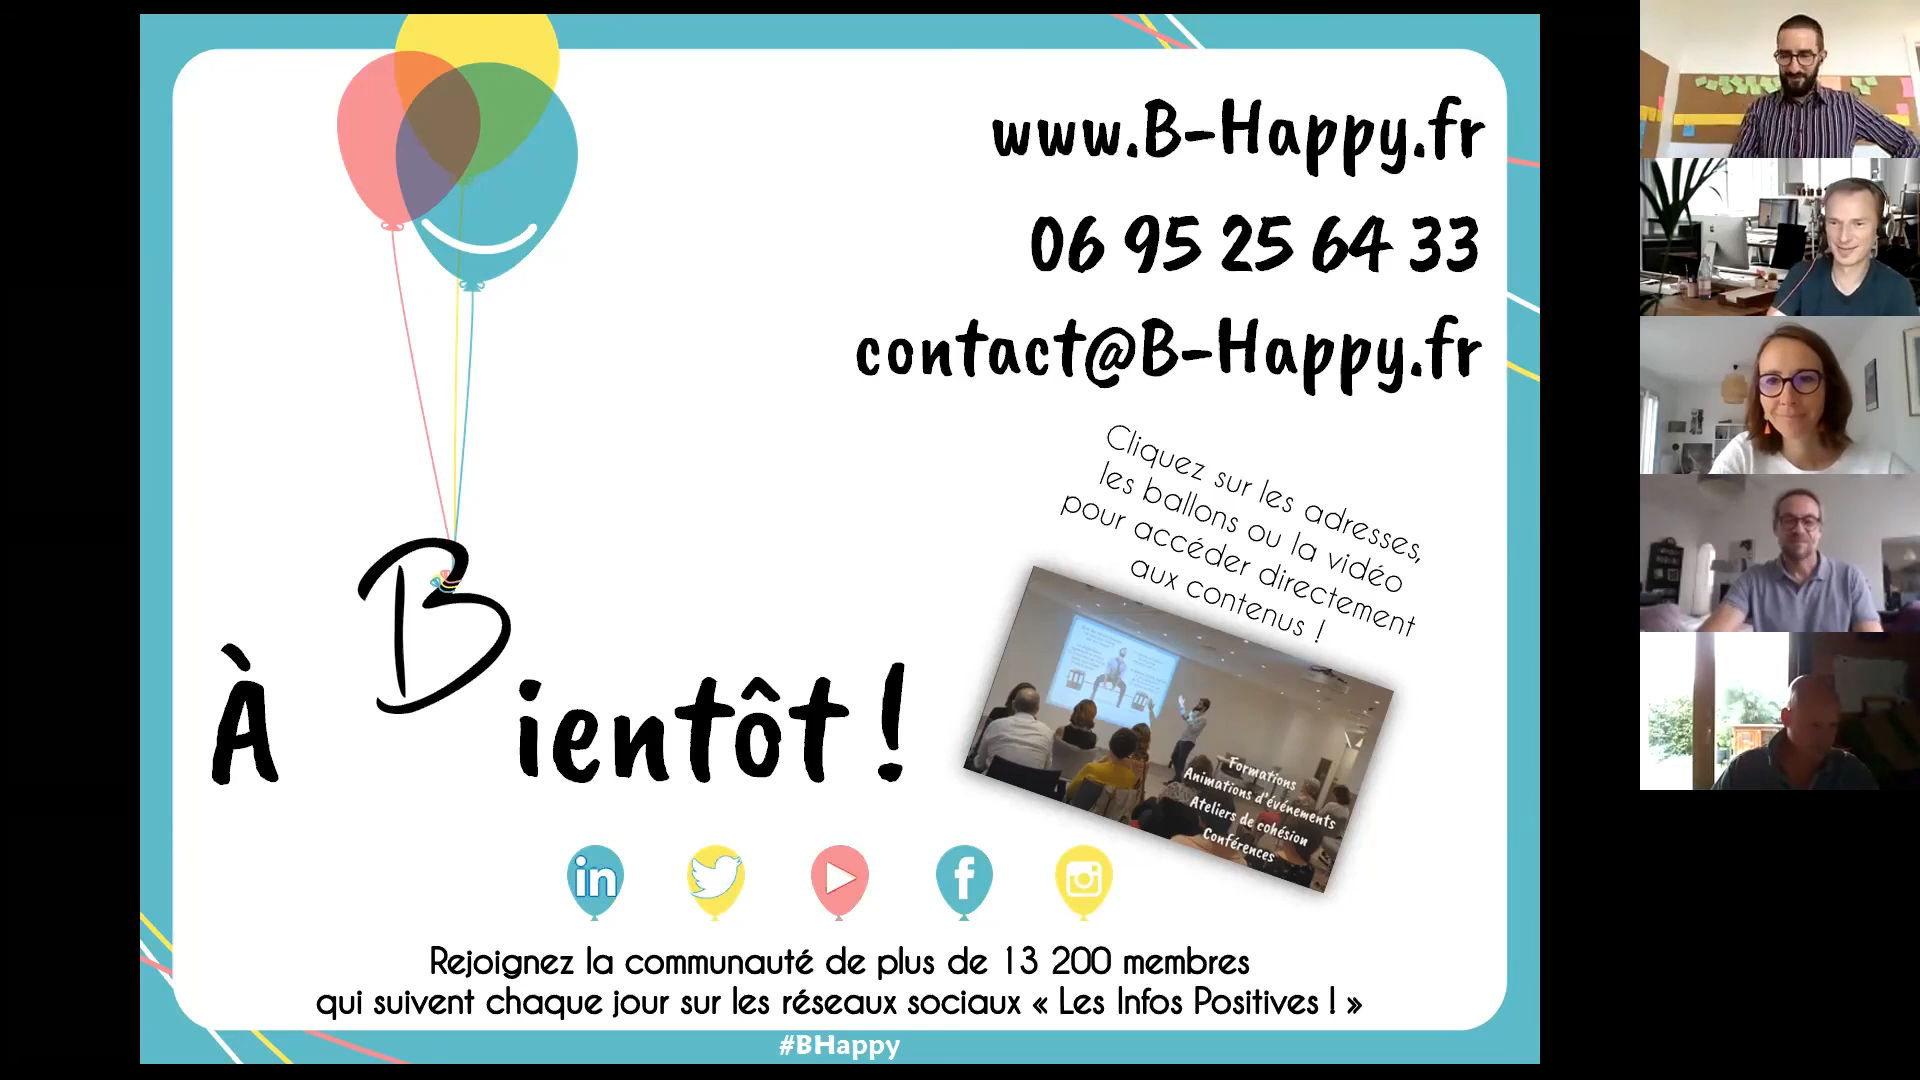 www.B-Happy.fr
06 95 25 64 33
contact@B-Happy.fr
Cliquez sur les adresses,
les ballons ou la vidéo
pour accéder directement
aux contenus !
À Bientôt !
Formations
Animations d'événements
Ateliers de cohésion
Conférences
in
f
Rejoignez la communauté de plus de 13 200 membres
qui suivent chaque jour sur les réseaux sociaux « Les Infos Positives ! »
#BHappy